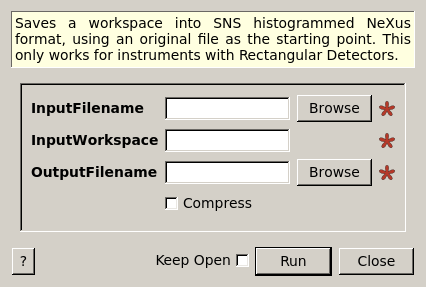 Saves a workspace into SNS histogrammed NeXus
format, using an original file as the starting point. This
only works for instruments with Rectangular Detectors.
InputFilename Browse *
InputWorkspace *
OutputFilename Browse *
Compress
? Keep Open Run Close